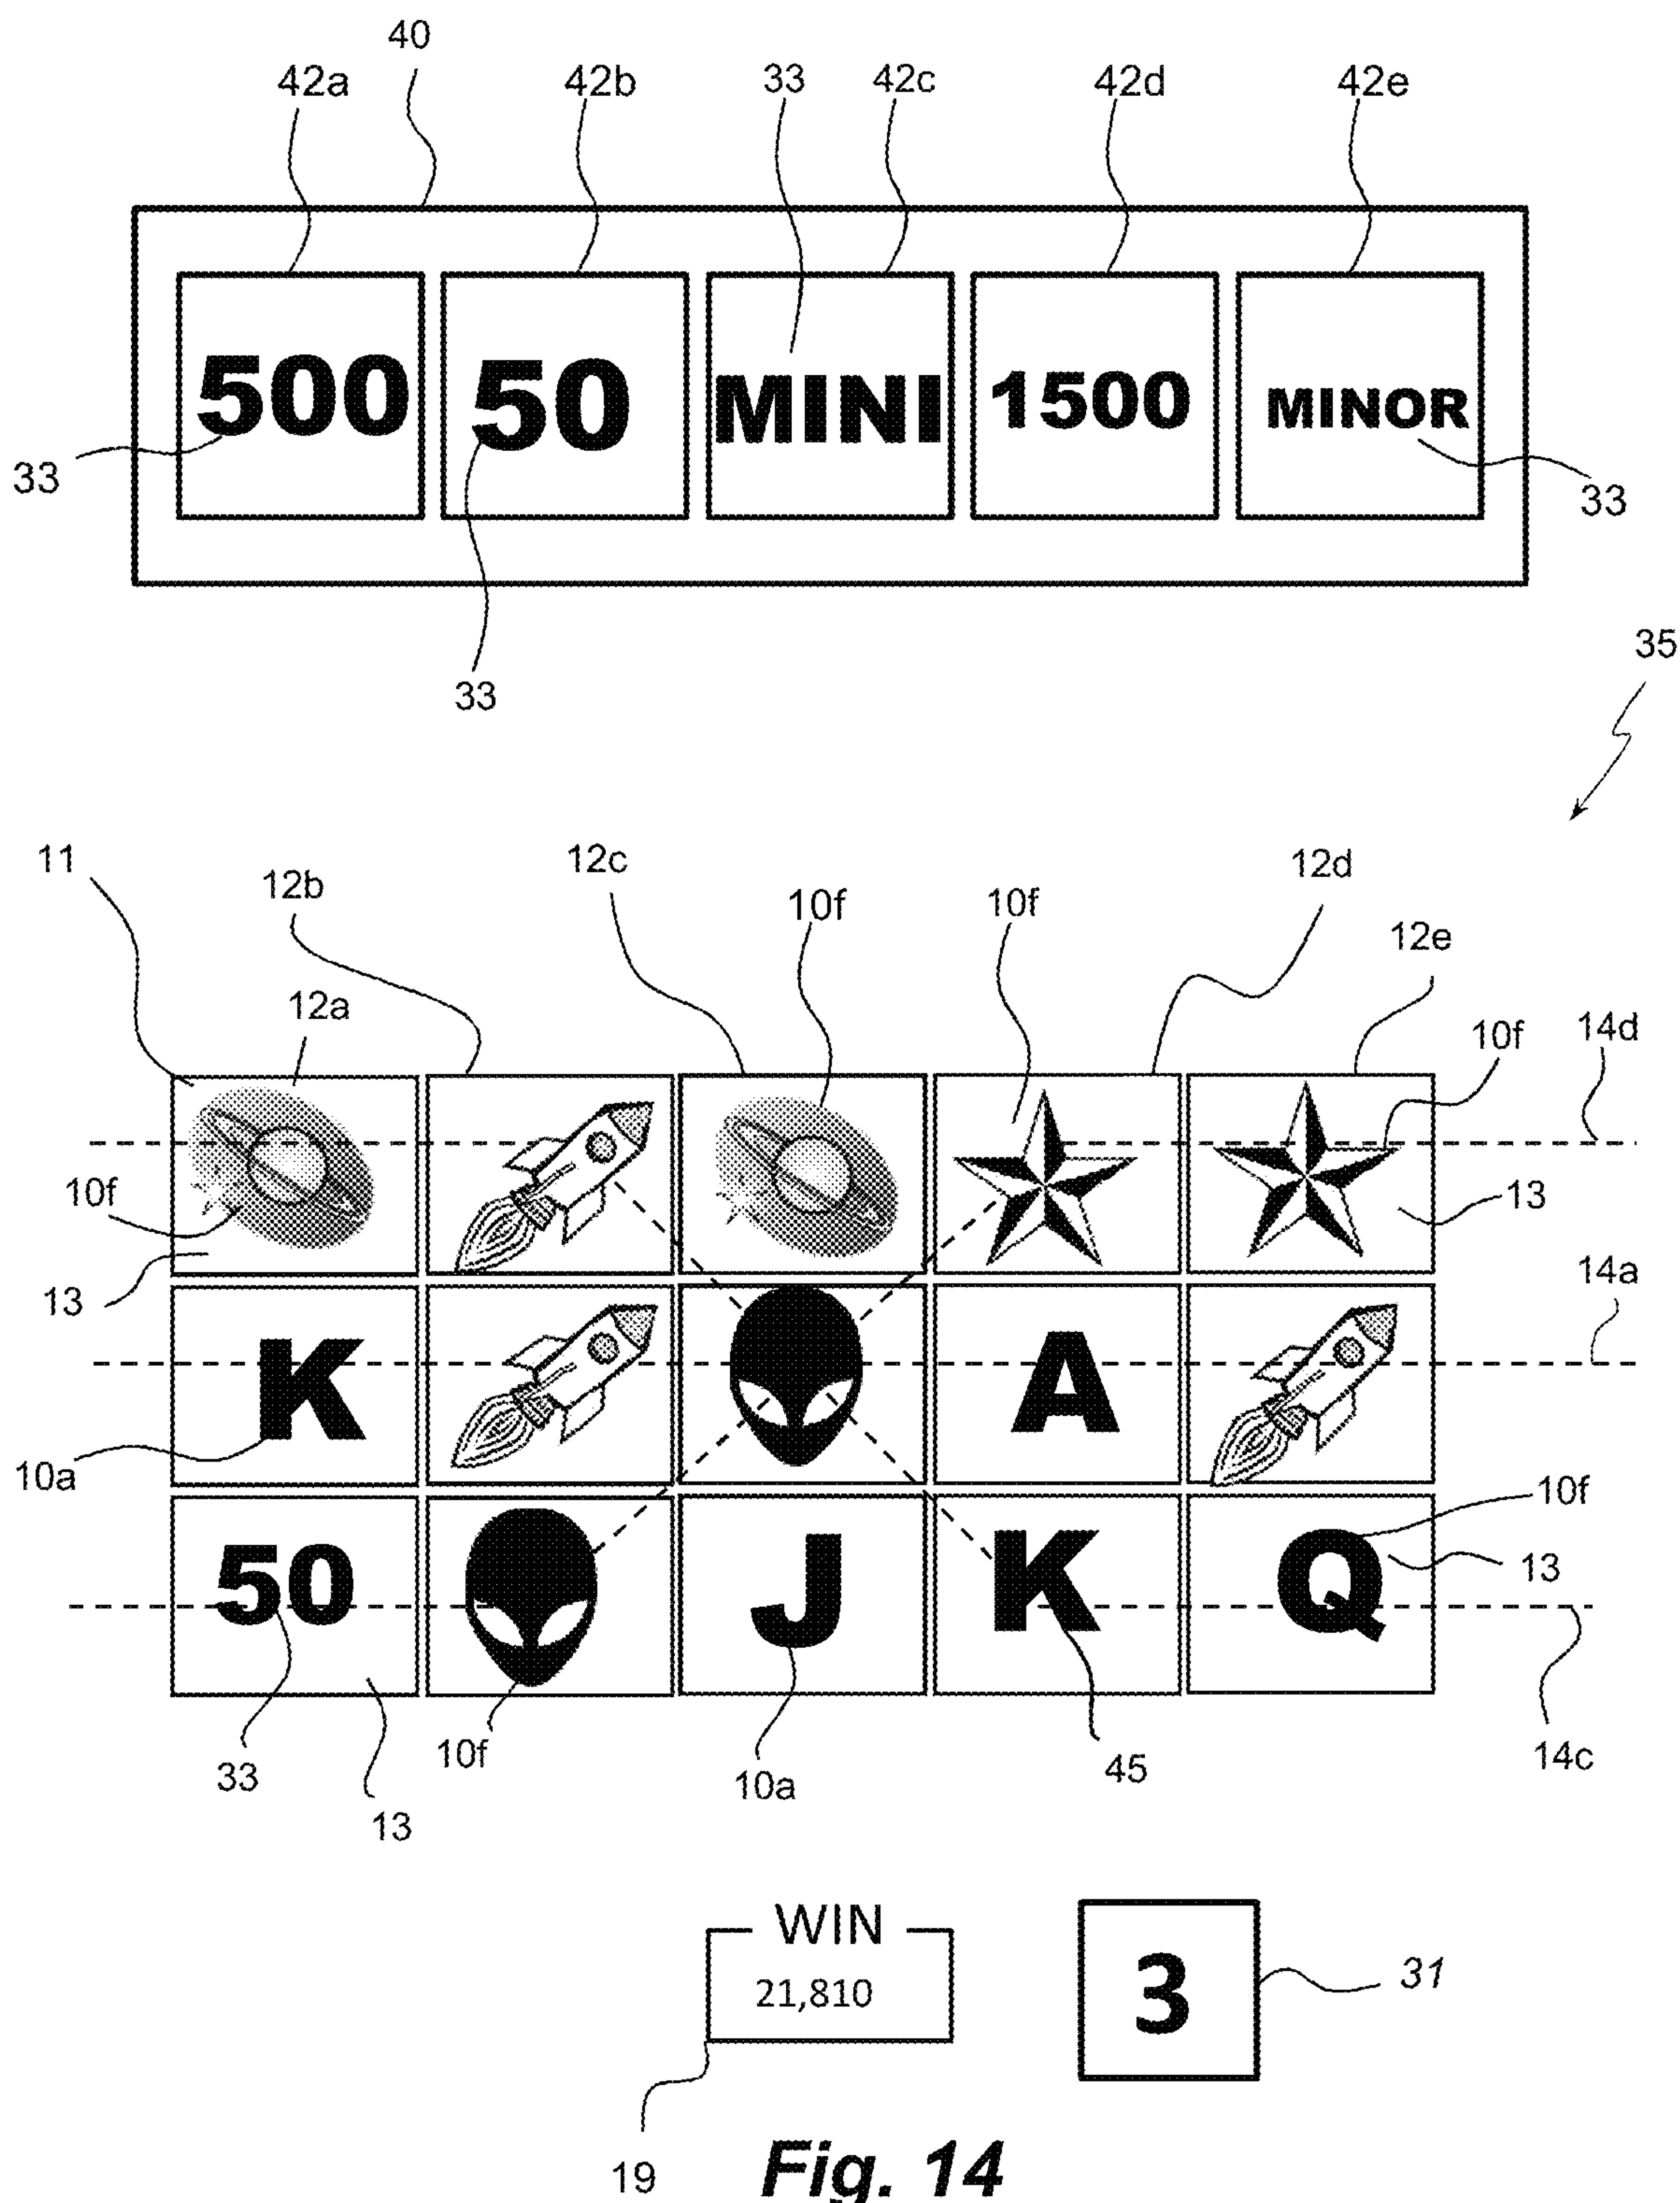 40
42a 42b 33 42c 42d 42e
500 50 MINI 1500 MINOR
33 33
33
35
11 12b 12c 10f 10f 12d 12e
12a 10f 14d
10f 13
13 14a
K A
10a 10f
50 J K Q 13
33 10f 10a 45 14c
13
WIN
21,810
3 31
19 Fig. 14